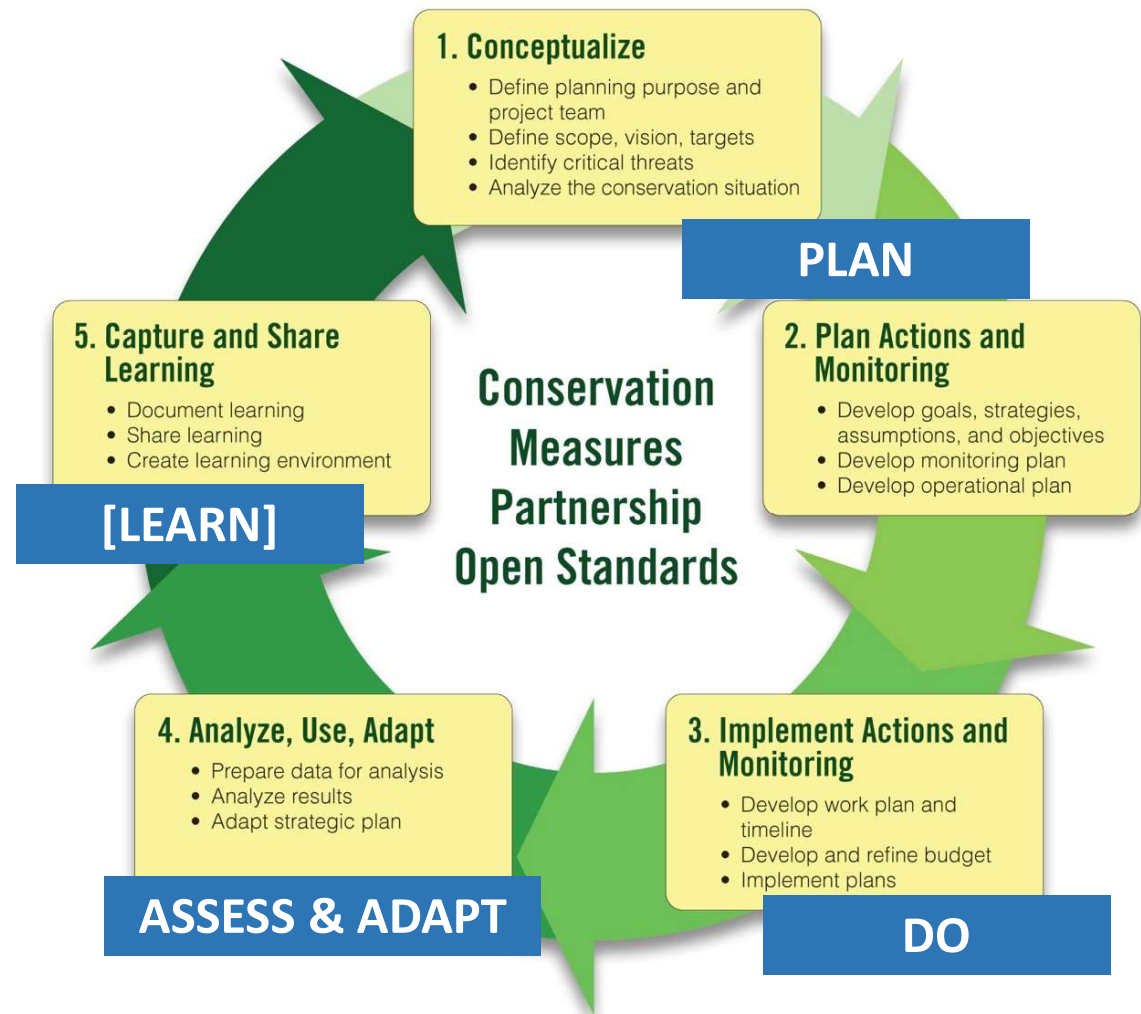 1. Conceptualize
• Define planning purpose and
project team
• Define scope, vision, targets
• Identify critical threats
• Analyze the conservation situation
PLAN
2. Plan Actions and
Monitoring
• Develop goals, strategies,
assumptions, and objectives
• Develop monitoring plan
• Develop operational plan
3. Implement Actions and
Monitoring
• Develop work plan and
timeline
• Develop and refine budget
• Implement plans
DO
4. Analyze, Use, Adapt
• Prepare data for analysis
• Analyze results
• Adapt strategic plan
ASSESS & ADAPT
5. Capture and Share
Learning
• Document learning
• Share learning
• Create learning environment
[LEARN]
Conservation
Measures
Partnership
Open Standards